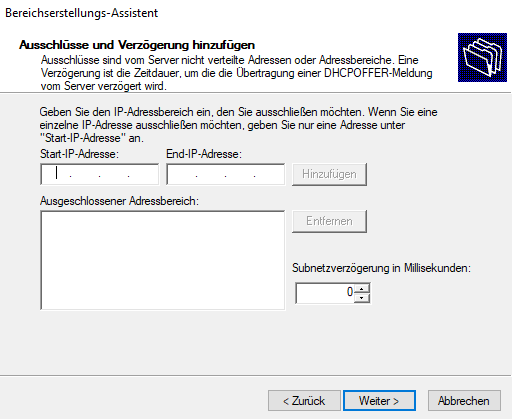 Bereichserstellungs-Assistent
Ausschlüsse und Verzögerung hinzufügen
Ausschlüsse sind vom Server nicht verteilte Adressen oder Adressbereiche. Eine
Verzögerung ist die Zeitdauer, um die die Übertragung einer DHCPOFFER-Meldung
vom Server verzögert wird.
Geben Sie den IP-Adressbereich ein, den Sie ausschließen möchten. Wenn Sie eine
einzelne IP-Adresse ausschließen möchten, geben Sie nur eine Adresse unter
"Start-IP-Adresse" an.
Start-IP-Adresse: End-IP-Adresse:
. . . . . . Hinzufügen
Ausgeschlossener Adressbereich:
Entfernen
Subnetzverzögerung in Millisekunden:
0
< Zurück Weiter > Abbrechen